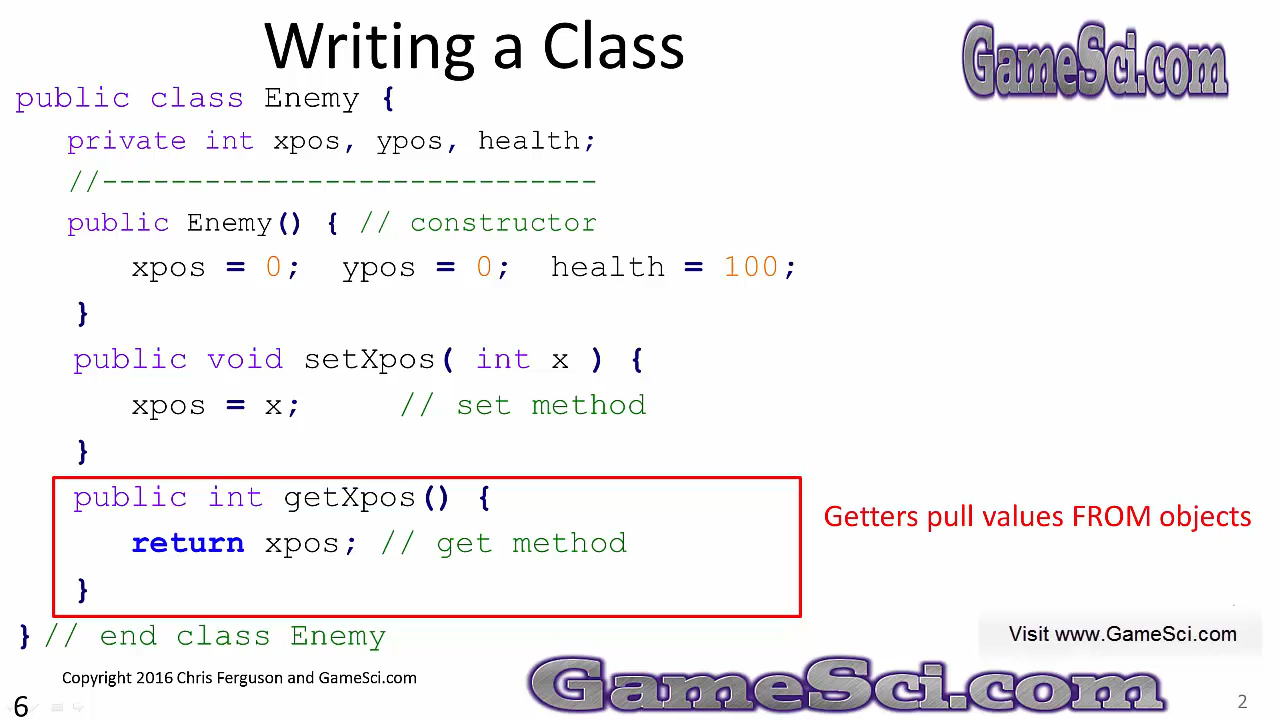 Writing a Class
GameSci.com
public class Enemy {
private int xpos, ypos, health;
//-----------------------------
public Enemy() { // constructor
xpos = 0; ypos = 0; health = 100;
}
public void setXpos( int x ) {
xpos = x; // set method
}
public int getXpos() {
return xpos; // get method
}
Getters pull values FROM objects
} // end class Enemy
Visit www.GameSci.com
Copyright 2016 Chris Ferguson and GameSci.com
GameSci.com
6
2